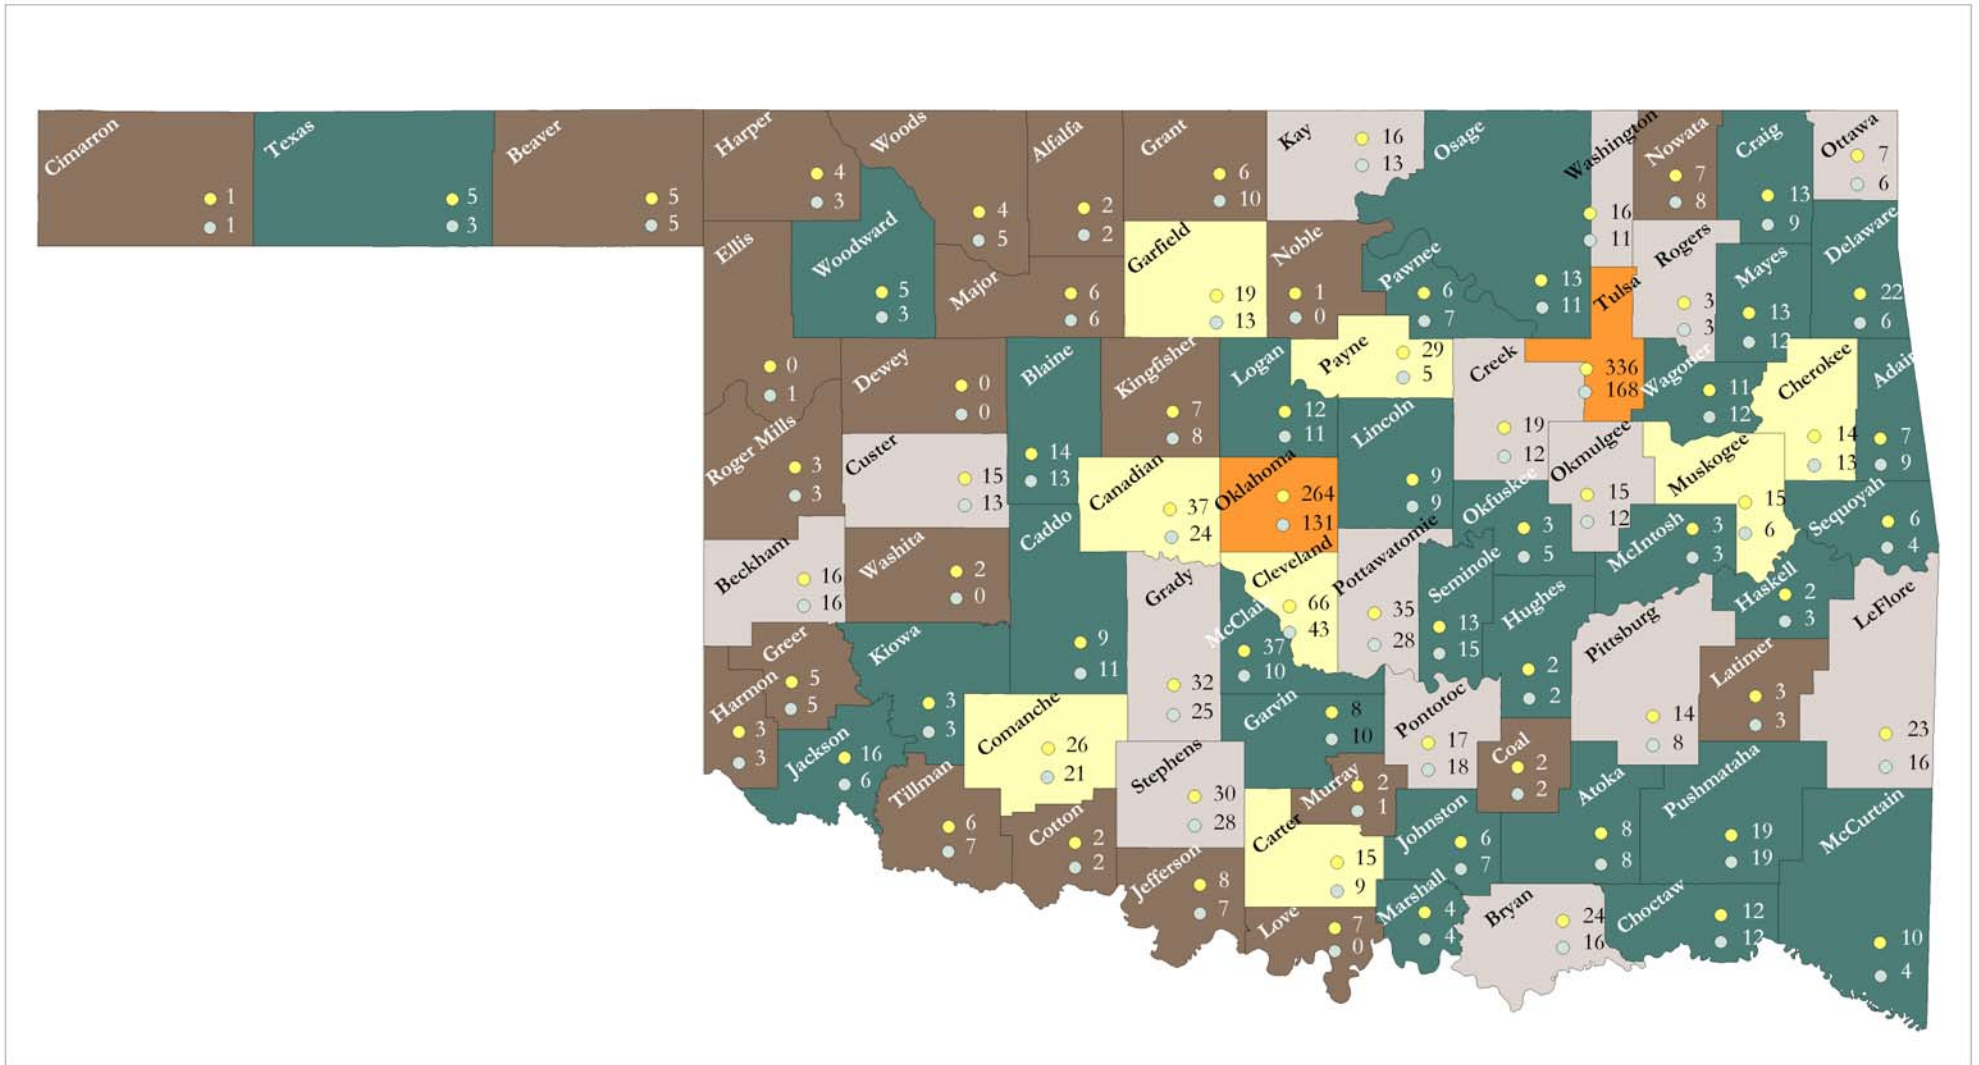 Cimarron
1
1
Texas
5
3
Beaver
5
5
Harper
4
3
Woods
4
5
Alfalfa
2
2
Grant
6
10
Kay
16
13
Osage
13
11
Washington
16
11
Nowata
7
8
Craig
13
9
Ottawa
7
6
Ellis
0
1
Woodward
5
3
Major
6
6
Garfield
19
13
Noble
1
0
Pawnee
6
7
Tulsa
336
168
Rogers
3
3
Mayes
13
12
Delaware
22
6
Roger Mills
3
3
Dewey
0
0
Blaine
14
13
Kingfisher
7
8
Logan
12
11
Payne
29
5
Lincoln
9
9
Creek
19
12
Wagoner
11
12
Cherokee
14
13
Adair
7
9
Custer
15
13
Canadian
37
24
Oklahoma
264
131
Okfuskee
3
5
Okmulgee
15
12
Muskogee
15
6
Sequoyah
6
4
Beckham
16
16
Washita
2
0
Caddo
9
11
Grady
32
25
McClain
37
10
Cleveland
66
43
Pottawatomie
35
28
Seminole
13
15
Hughes
2
2
McIntosh
3
3
Haskell
2
3
Pittsburg
14
8
Latimer
3
3
LeFlore
23
16
Greer
5
5
Harmon
3
3
Kiowa
3
3
Jackson
16
6
Comanche
26
21
Tillman
6
7
Cotton
2
2
Stephens
30
28
Garvin
8
10
Murray
2
1
Pontotoc
17
18
Coal
2
2
Atoka
8
8
Pushmataha
19
19
McCurtain
10
4
Jefferson
8
7
Carter
15
9
Love
7
0
Johnston
6
7
Marshall
4
4
Bryan
24
16
Choctaw
12
12